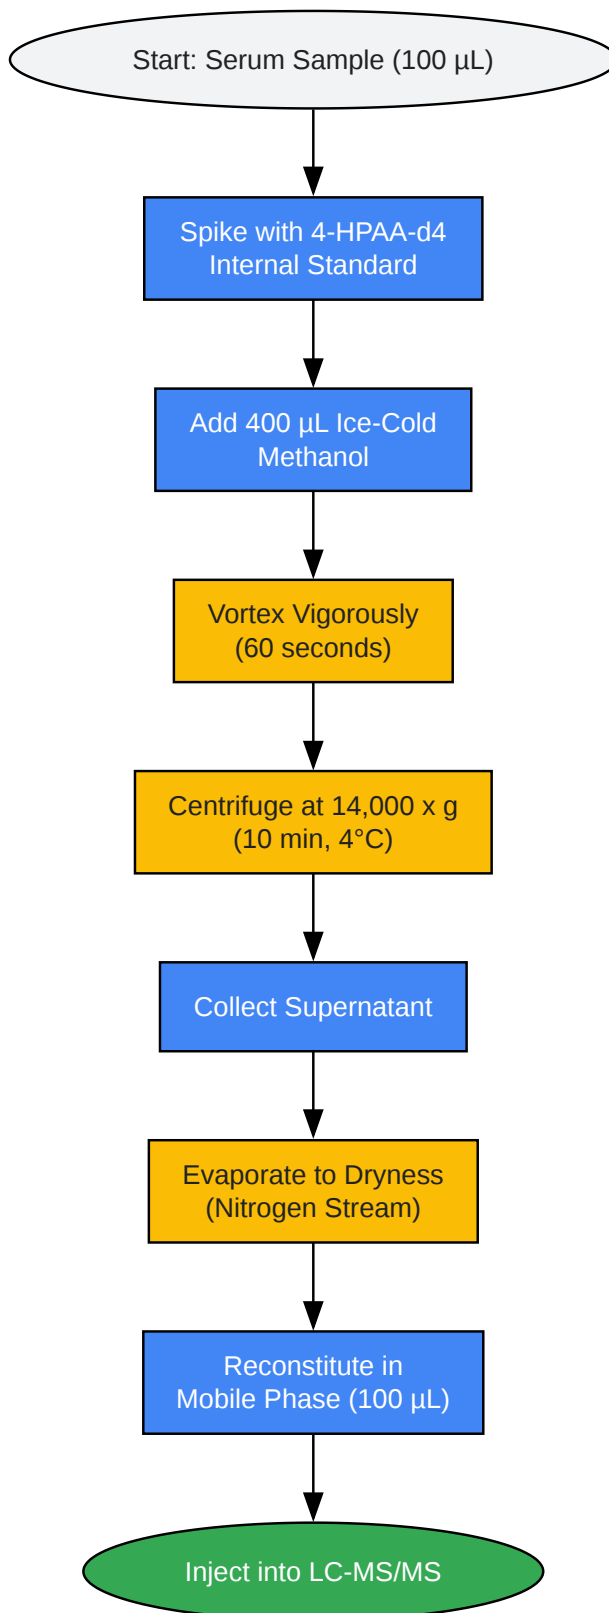 Start: Serum Sample (100 µL)
Spike with 4-HPAA-d4
Internal Standard
Add 400 µL Ice-Cold
Methanol
Vortex Vigorously
(60 seconds)
Centrifuge at 14,000 x g
(10 min, 4°C)
Collect Supernatant
Evaporate to Dryness
(Nitrogen Stream)
Reconstitute in
Mobile Phase (100 µL)
Inject into LC-MS/MS